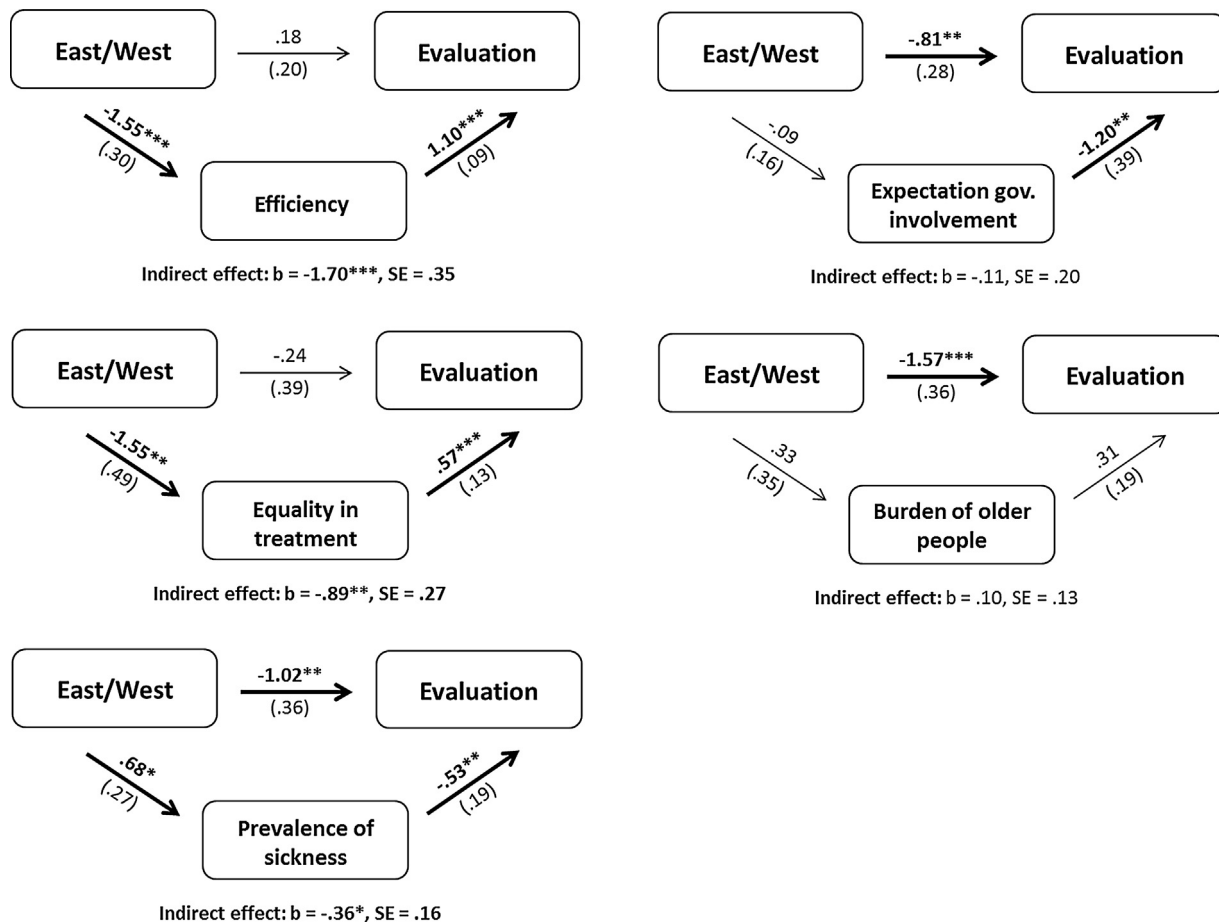 East/West
.18
(.20)
Evaluation
-1.55***
(.30)
1.10***
(.09)
Efficiency
Indirect effect: b = -1.70***, SE = .35
East/West
-.81**
(.28)
Evaluation
-.09
(.16)
-1.20**
(.39)
Expectation gov.
involvement
Indirect effect: b = -.11, SE = .20
East/West
-.24
(.39)
Evaluation
-1.55**
(.49)
.57***
(.13)
Equality in
treatment
Indirect effect: b = -.89**, SE = .27
East/West
-1.57***
(.36)
Evaluation
.33
(.35)
.31
(.19)
Burden of older
people
Indirect effect: b = .10, SE = .13
East/West
-1.02**
(.36)
Evaluation
.68*
(.27)
-.53**
(.19)
Prevalence of
sickness
Indirect effect: b = -.36*, SE = .16